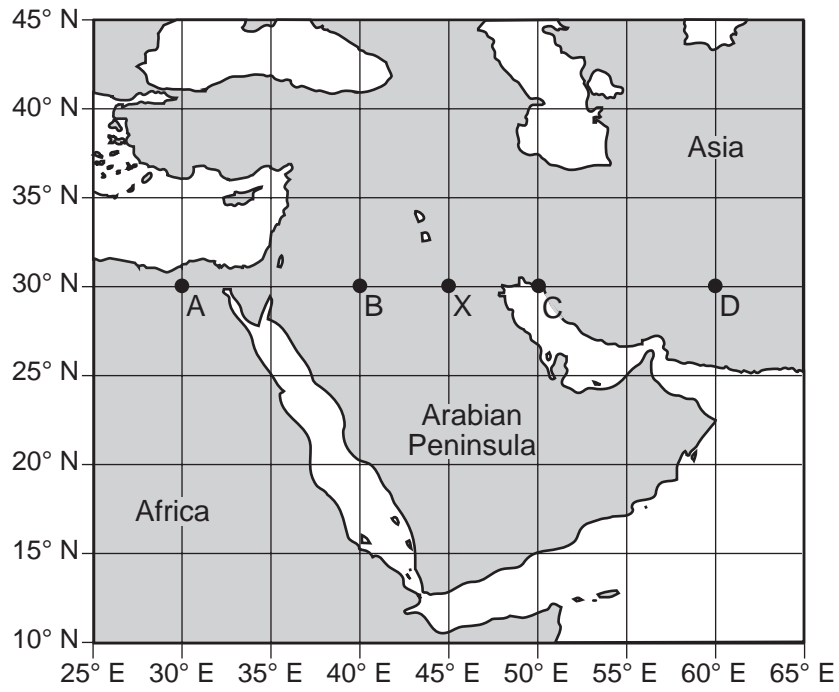 45° N
40° N
Asia
35° N
30° N
A
B
X
C
D
25° N
Arabian
Peninsula
20° N
Africa
15° N
10° N
25° E 30° E 35° E 40° E 45° E 50° E 55° E 60° E 65° E